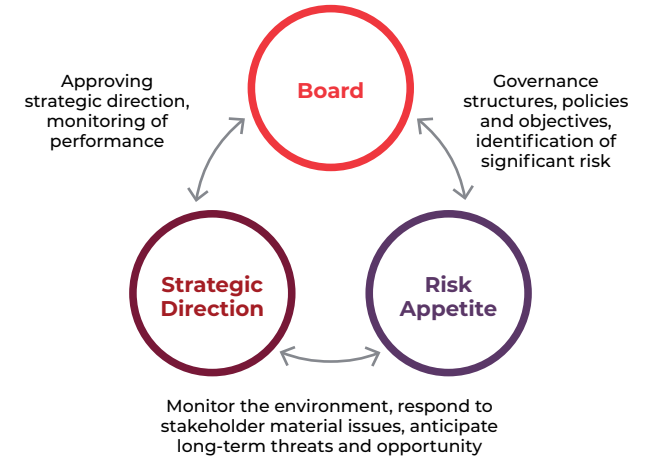 Board
Approving
strategic direction,
monitoring of
performance
Governance
structures, policies
and objectives,
identification of
significant risk
Strategic
Direction
Risk
Appetite
Monitor the environment, respond to
stakeholder material issues, anticipate
long-term threats and opportunity